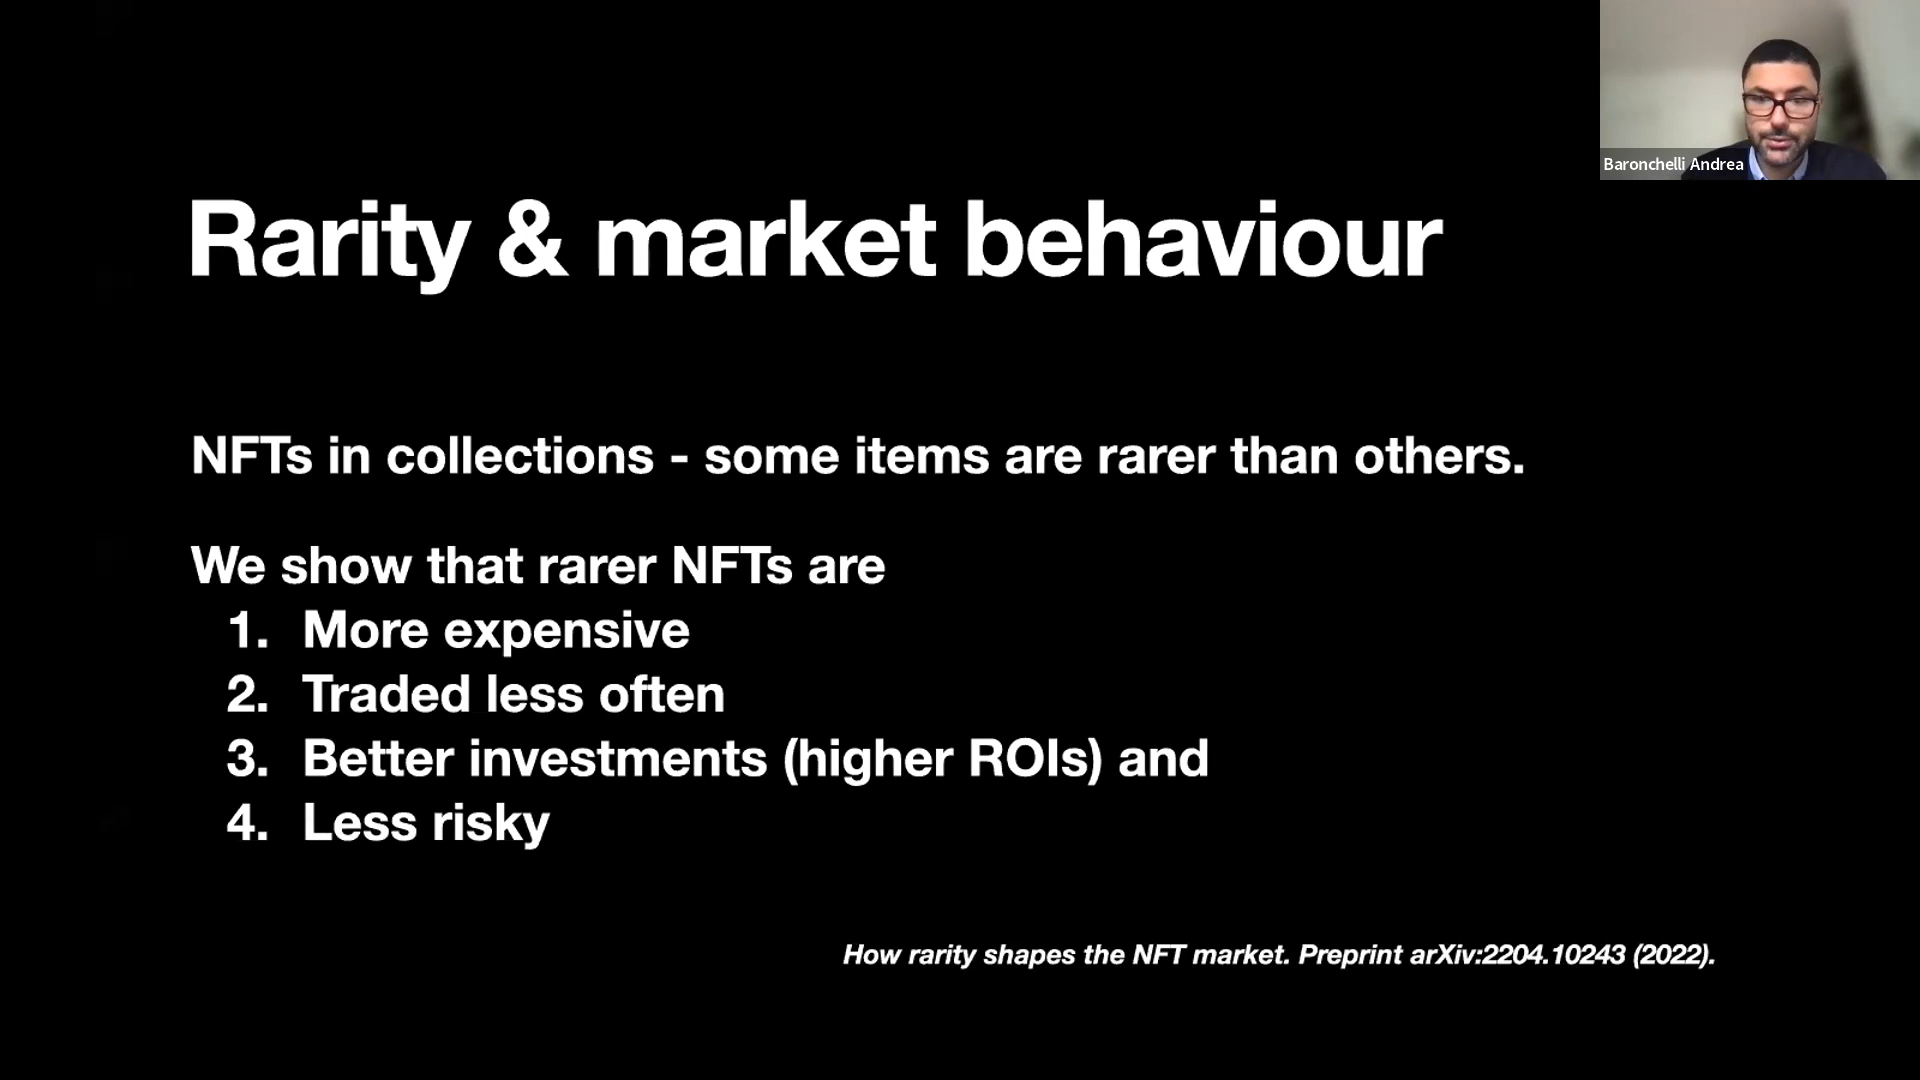 Baronchelli Andrea
Rarity & market behaviour
NFTs in collections - some items are rarer than others.
We show that rarer NFTs are
1. More expensive
2. Traded less often
3. Better investments (higher ROIs) and
4. Less risky
How rarity shapes the NFT market. Preprint arXiv:2204.10243 (2022).